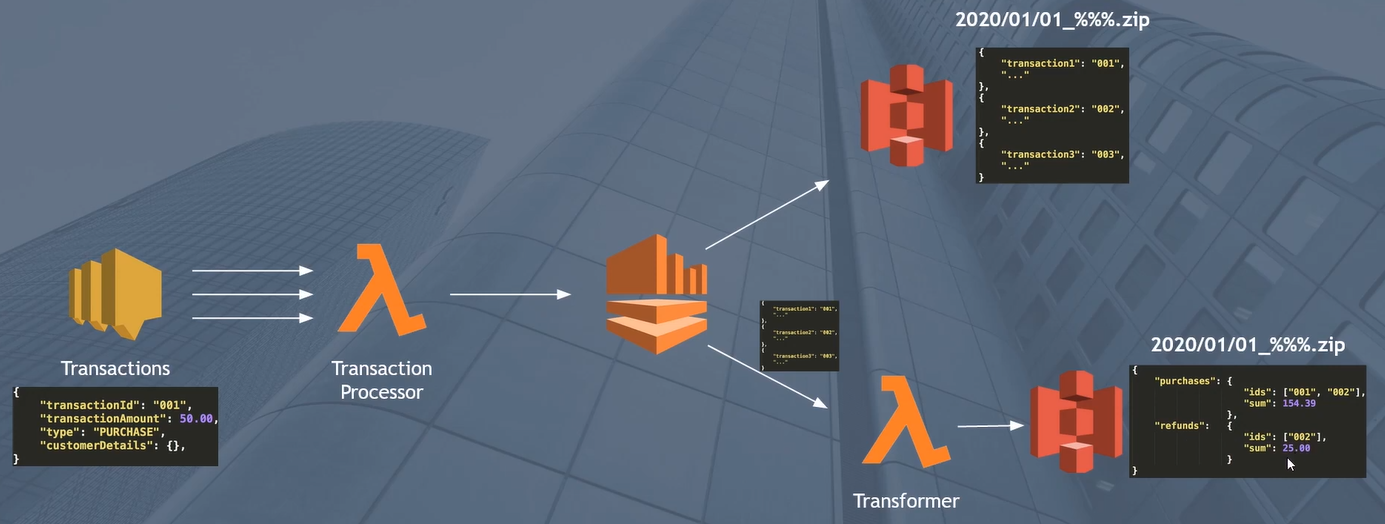 2020/01/01_%%%.zip
{
"transaction1": "001",
"..."
},
{
"transaction2": "002",
"..."
},
{
"transaction3": "003",
"..."
}
Transactions
{
"transactionId": "001",
"transactionAmount": 50.00,
"type": "PURCHASE",
"customerDetails": {},
}
Transaction
Processor
{
"transaction1": "001",
"..."
},
{
"transaction2": "002",
"..."
},
{
"transaction3": "003",
"..."
}
Transformer
2020/01/01_%%%.zip
{
"purchases": {
"ids": ["001", "002"],
"sum": 154.39
},
"refunds": {
"ids": ["002"],
"sum": 25.00
}
}